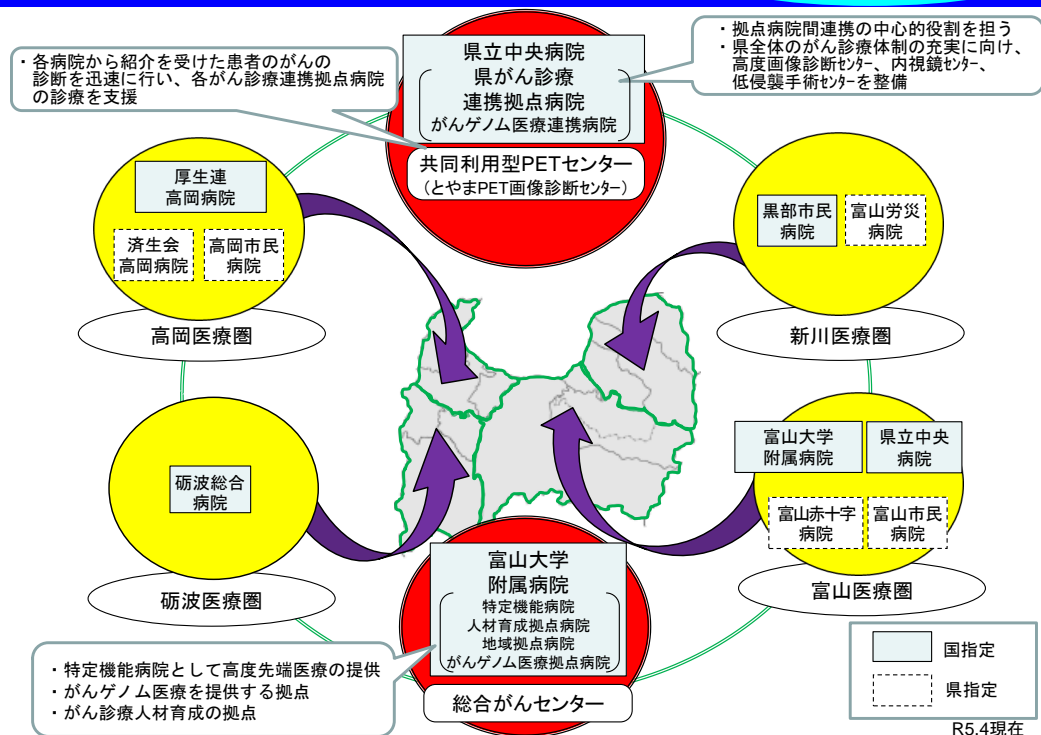 ・各病院から紹介を受けた患者のがんの
診断を迅速に行い、各がん診療連携拠点病院
の診療を支援
県立中央病院
県がん診療
連携拠点病院
がんゲノム医療連携病院
共同利用型PETセンター
（とやまPET画像診断センター）
・拠点病院間連携の中心的役割を担う
・県全体のがん診療体制の充実に向け、
高度画像診断ｾﾝﾀｰ、内視鏡ｾﾝﾀｰ、
低侵襲手術ｾﾝﾀｰを整備
厚生連
高岡病院
済生会
高岡病院
高岡市民
病院
高岡医療圏
黒部市民
病院
富山労災
病院
新川医療圏
砺波総合
病院
砺波医療圏
富山大学
附属病院
県立中央
病院
富山赤十字
病院
富山市民
病院
富山医療圏
富山大学
附属病院
特定機能病院
人材育成拠点病院
地域拠点病院
がんゲノム医療拠点病院
総合がんセンター
・特定機能病院として高度先端医療の提供
・がんゲノム医療を提供する拠点
・がん診療人材育成の拠点
国指定
県指定
R5.4現在